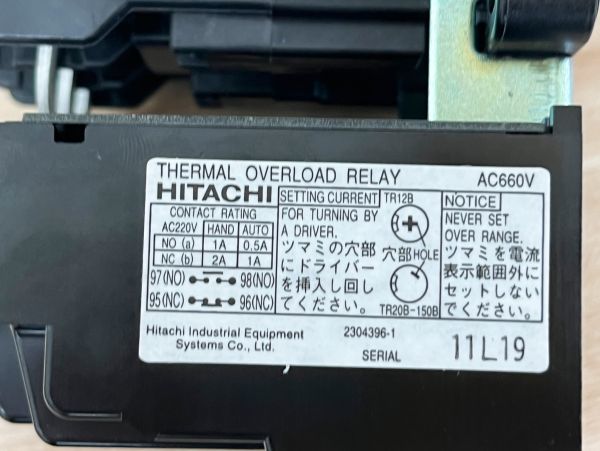 THERMAL OVERLOAD RELAY AC660V
HITACHI
CONTACT RATING
AC220V HAND AUTO
NO (a) 1A 0.5A
NC (b) 2A 1A
97(NO) 98(NO)
95(NC) 96(NC)
SETTING CURRENT
FOR TURNING BY
A DRIVER.
ツマミの穴部
にドライバー
を挿入し回し
てください。
TR12B
穴部HOLE
TR20B-150B
NOTICE
NEVER SET
OVER RANGE.
ツマミを電流
表示範囲外に
セットしない
でください。
Hitachi Industrial Equipment
Systems Co., Ltd.
2304396-1
SERIAL 11L19